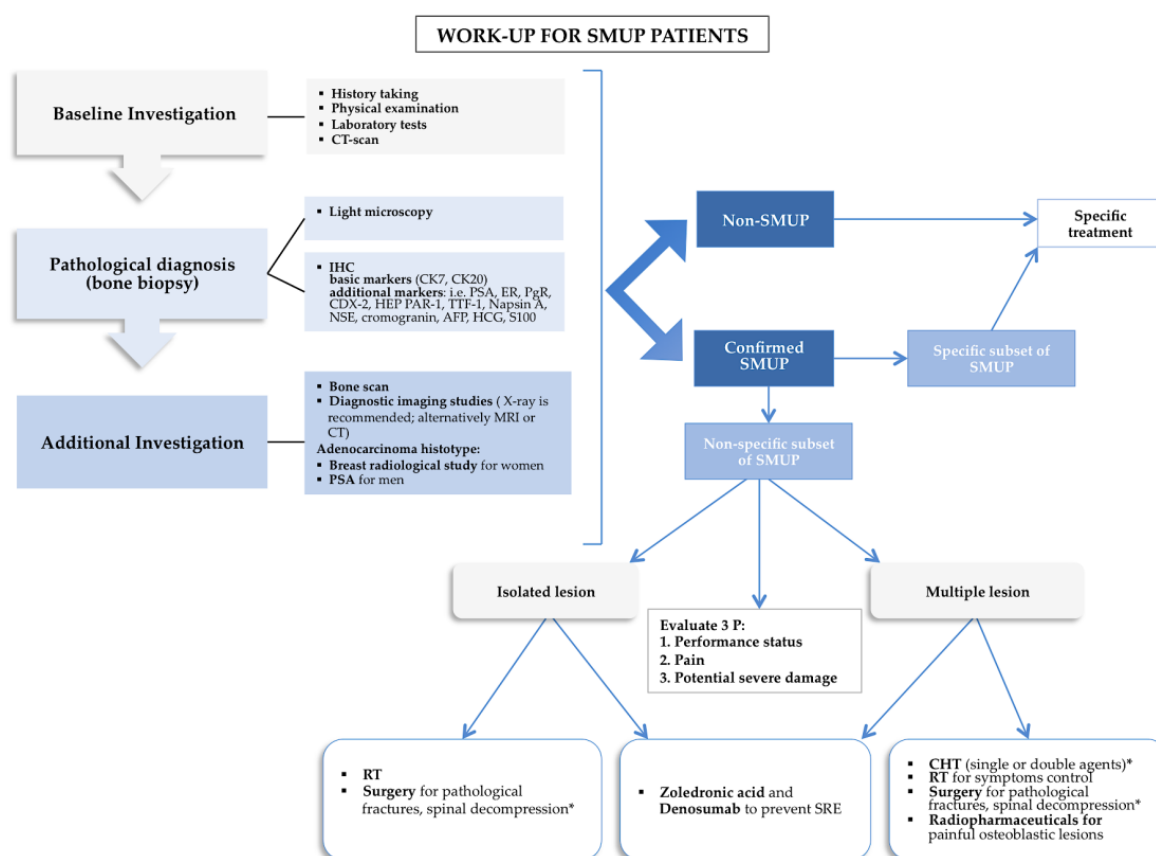 WORK-UP FOR SMUP PATIENTS
Baseline Investigation
▪ History taking
▪ Physical examination
▪ Laboratory tests
▪ CT-scan
Pathological diagnosis
(bone biopsy)
▪ Light microscopy
▪ IHC
basic markers (CK7, CK20)
additional markers: i.e. PSA, ER, PgR,
CDX-2, HEP PAR-1, TTF-1, Napsin A,
NSE, cromogranin, AFP, HCG, S100
Additional Investigation
▪ Bone scan
▪ Diagnostic imaging studies ( X-ray is
recommended; alternatively MRI or
CT)
Adenocarcinoma histotype:
▪ Breast radiological study for women
▪ PSA for men
Non-SMUP
Specific
treatment
Confirmed
SMUP
Specific subset of
SMUP
Non-specific subset
of SMUP
Isolated lesion
Evaluate 3 P:
1. Performance status
2. Pain
3. Potential severe damage
Multiple lesion
▪ RT
▪ Surgery for pathological
fractures, spinal decompression*
▪ Zoledronic acid and
Denosumab to prevent SRE
▪ CHT (single or double agents)*
▪ RT for symptoms control
▪ Surgery for pathological
fractures, spinal decompression*
▪ Radiopharmaceuticals for
painful osteoblastic lesions